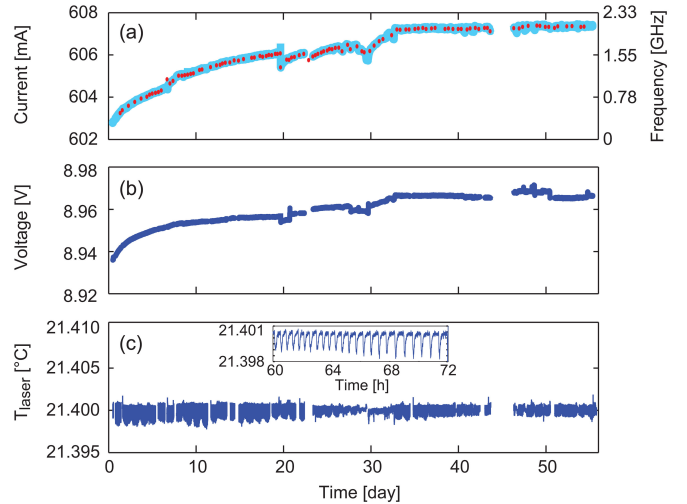 608
606
604
602
Current [mA]
(a)
2.33
1.55
0.78
0
Frequency [GHz]
8.98
8.96
8.94
8.92
Voltage [V]
(b)
21.410
21.405
21.400
21.395
T laser [°C]
(c)
21.401
21.398
60 64 68 72
Time [h]
0 10 20 30 40 50
Time [day]